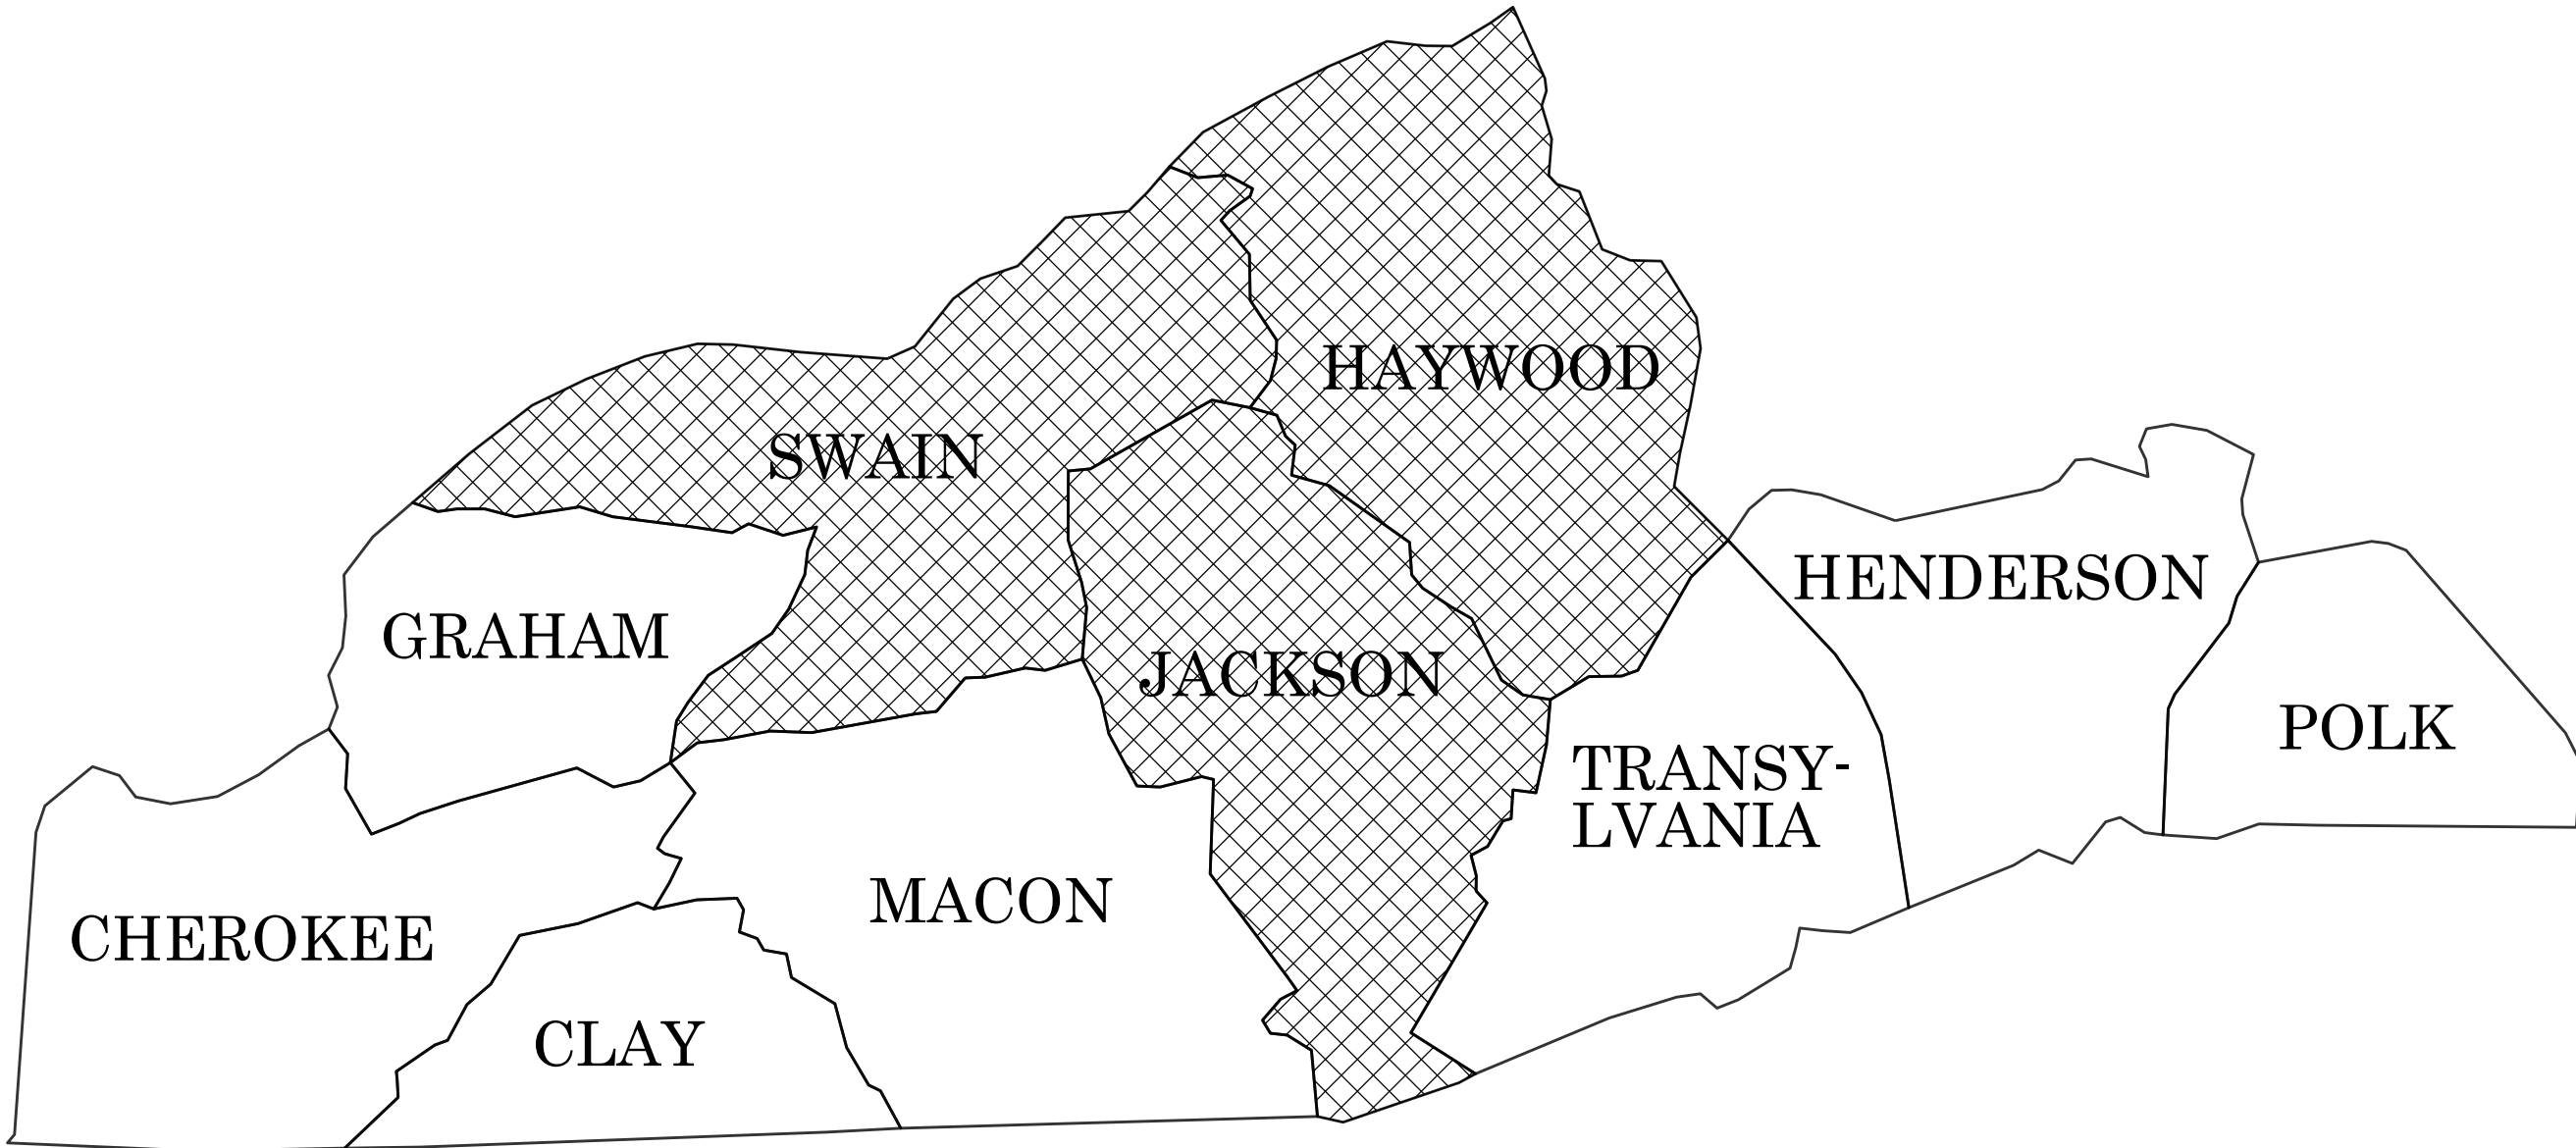 HAYWOOD
SWAIN
HENDERSON
GRAHAM
JACKSON
POLK
TRANSY-
LVANIA
MACON
CHEROKEE
CLAY